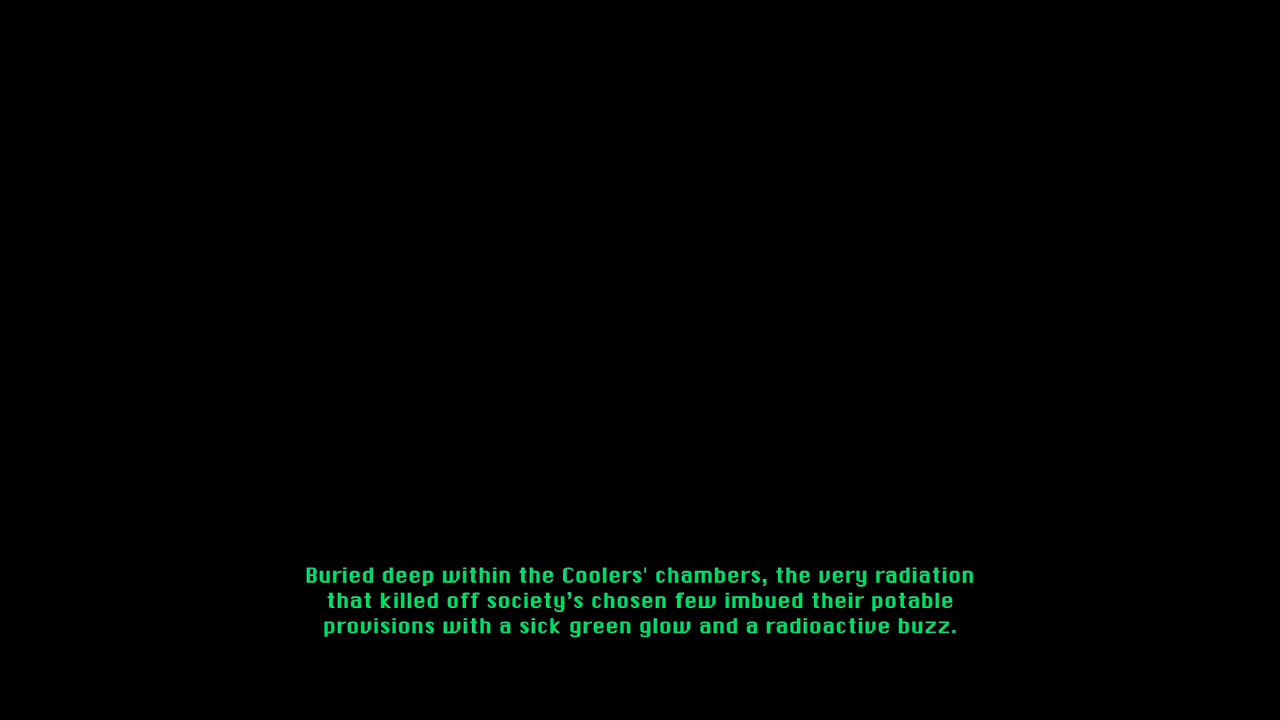 Buried deep within the Coolers' chambers, the very radiation
that killed off society’s chosen few imbued their potable
provisions with a sick green glow and a radioactive buzz.